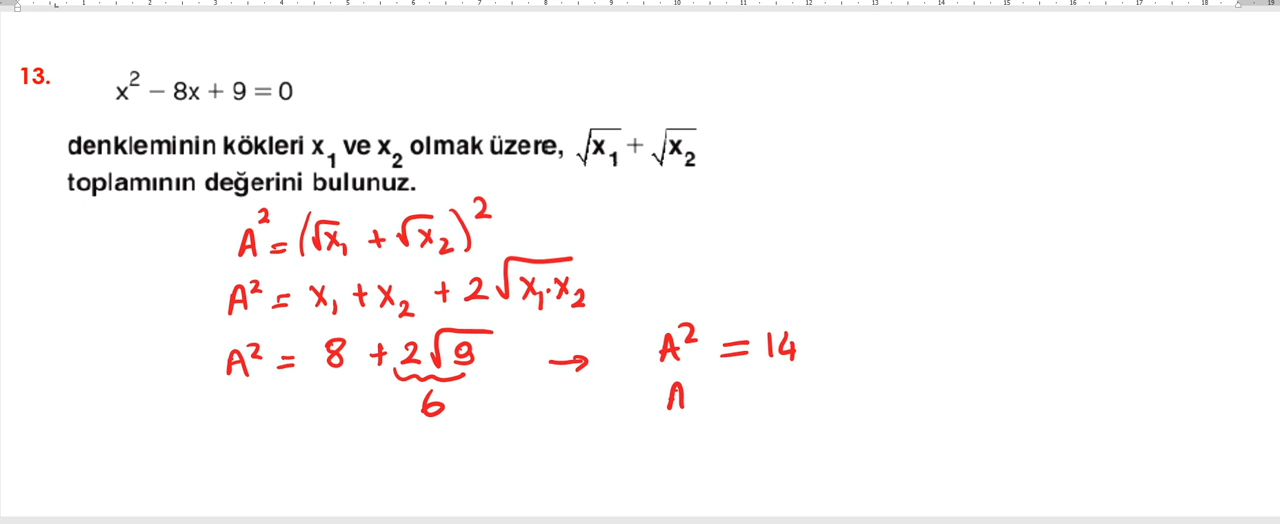 13.
x² − 8x + 9 = 0
denkleminin kökleri x₁ ve x₂ olmak üzere, √x₁ + √x₂
toplamının değerini bulunuz.
A² = (√x₁ + √x₂)²
A² = x₁ + x₂ + 2√x₁·x₂
A² = 8 + 2√9 → A² = 14
6
A